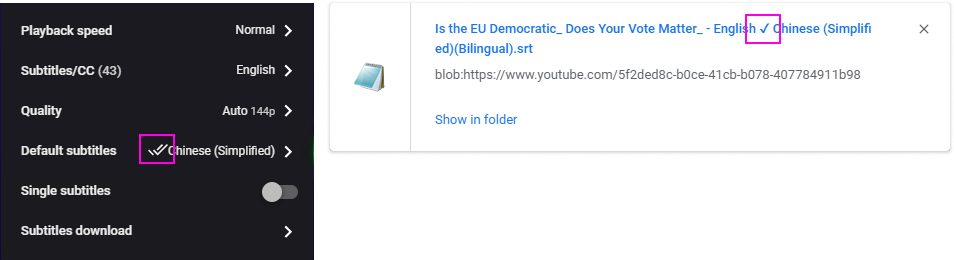 Playback speed Normal
Subtitles/CC (43) English
Quality Auto 144p
Default subtitles Chinese (Simplified)
Single subtitles
Subtitles download
Is the EU Democratic_ Does Your Vote Matter_ - English ✓ Chinese (Simplifi
ed)(Bilingual).srt
blob:https://www.youtube.com/5f2ded8c-b0ce-41cb-b078-407784911b98
Show in folder